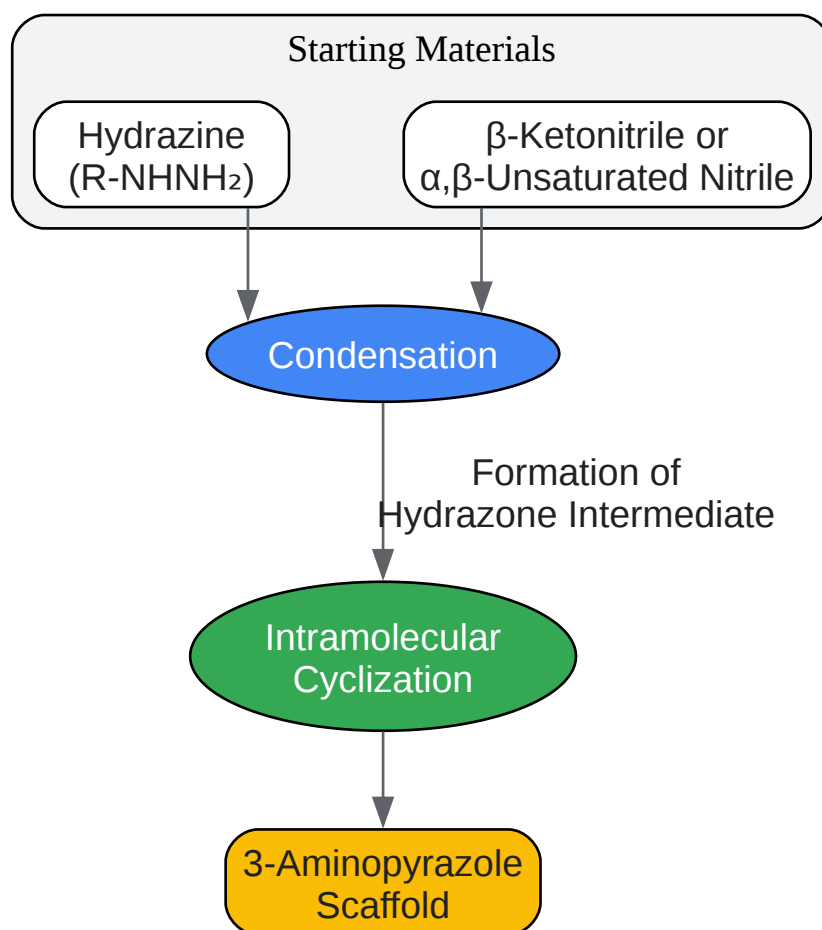 Starting Materials
Hydrazine
(R-NHNH₂)
β-Ketonitrile or
α,β-Unsaturated Nitrile
Condensation
Formation of
Hydrazone Intermediate
Intramolecular
Cyclization
3-Aminopyrazole
Scaffold